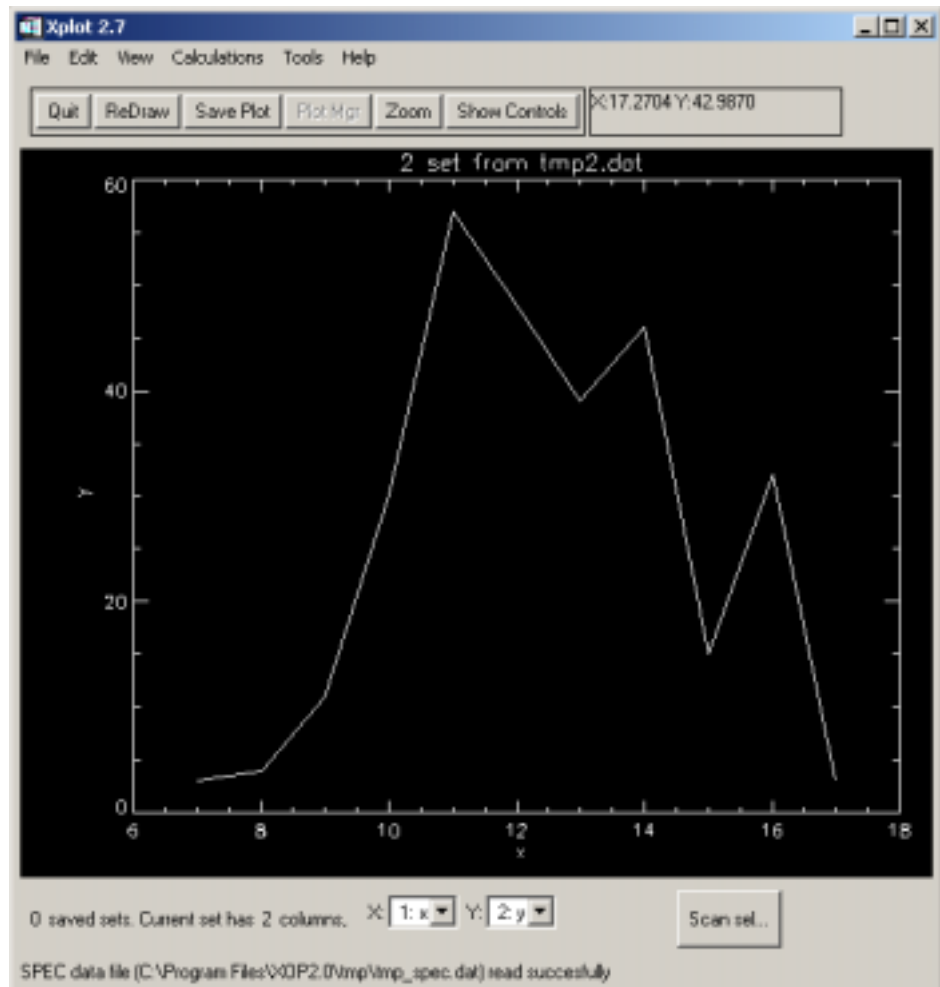 Xplot 2.7
File Edit View Calculations Tools Help
Quit ReDraw Save Plot Plot Mgr Zoom Show Controls X:17.2704 Y:42.9870
2 set from tmp2.dat
60
40
Y
20
0
6 8 10 12 14 16 18
x
0 saved sets. Current set has 2 columns. X: 1: x Y: 2: y Scan sel...
SPEC data file (C:\Program Files\XOP2.0\tmp\tmp_spec.dat) read succesfully